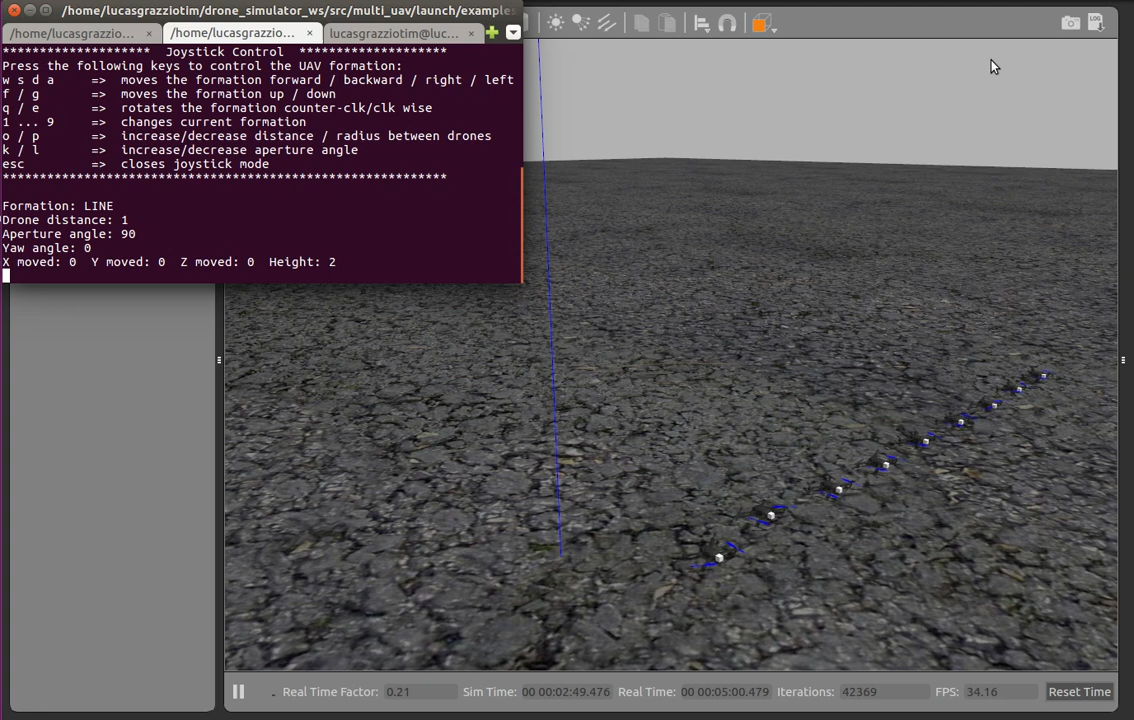 /home/lucasgrazziotim/drone_simulator_ws/src/multi_uav/launch/examples
/home/lucasgrazzio... × /home/lucasgrazzio... × lucasgrazziotim@luc... ×
******************** Joystick Control ********************
Press the following keys to control the UAV formation:
w s d a => moves the formation forward / backward / right / left
f / g => moves the formation up / down
q / e => rotates the formation counter-clk/clk wise
1 ... 9 => changes current formation
o / p => increase/decrease distance / radius between drones
k / l => increase/decrease aperture angle
esc => closes joystick mode
************************************************************
Formation: LINE
Drone distance: 1
Aperture angle: 90
Yaw angle: 0
X moved: 0 Y moved: 0 Z moved: 0 Height: 2
LOG
Real Time Factor: 0.21 Sim Time: 00 00:02:49.476 Real Time: 00 00:05:00.479 Iterations: 42369 FPS: 34.16 Reset Time